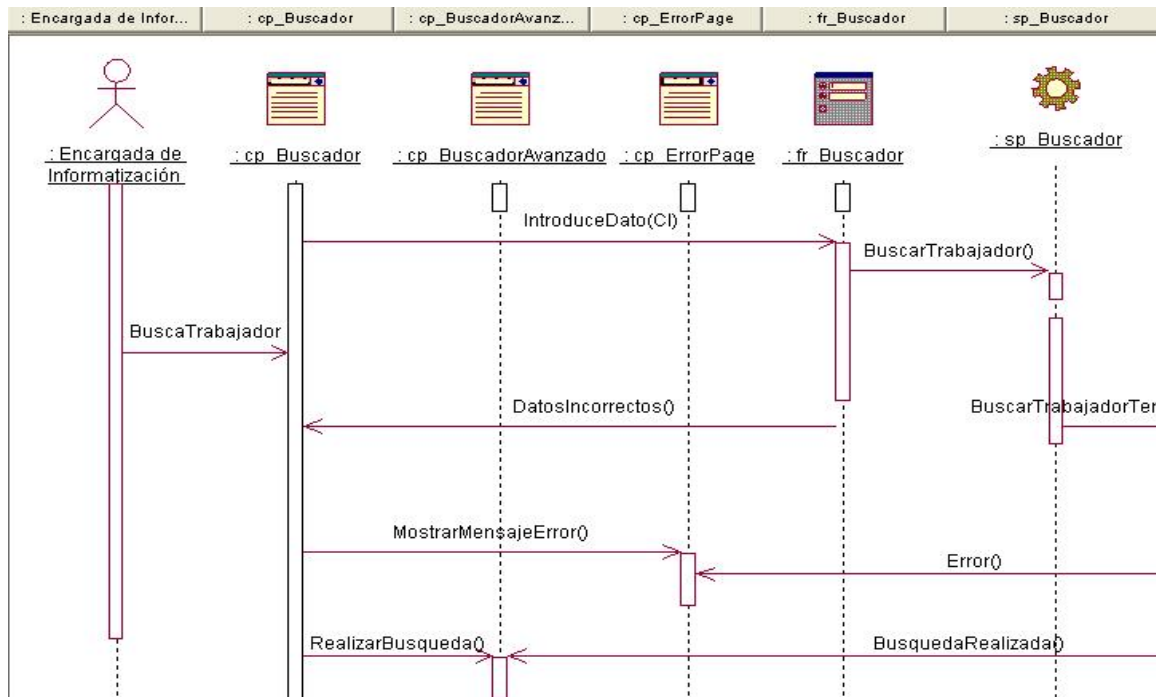 : Encargada de Infor...
: cp_Buscador
: cp_BuscadorAvanz...
: cp_ErrorPage
: fr_Buscador
: sp_Buscador
: Encargada de
Informatización
: cp_Buscador
: cp_BuscadorAvanzado
: cp_ErrorPage
: fr_Buscador
: sp_Buscador
IntroduceDato(CI)
BuscarTrabajador()
BuscaTrabajador
DatosIncorrectos()
BuscarTrabajadorTer
MostrarMensajeError()
Error()
RealizarBusqueda()
BusquedaRealizada()